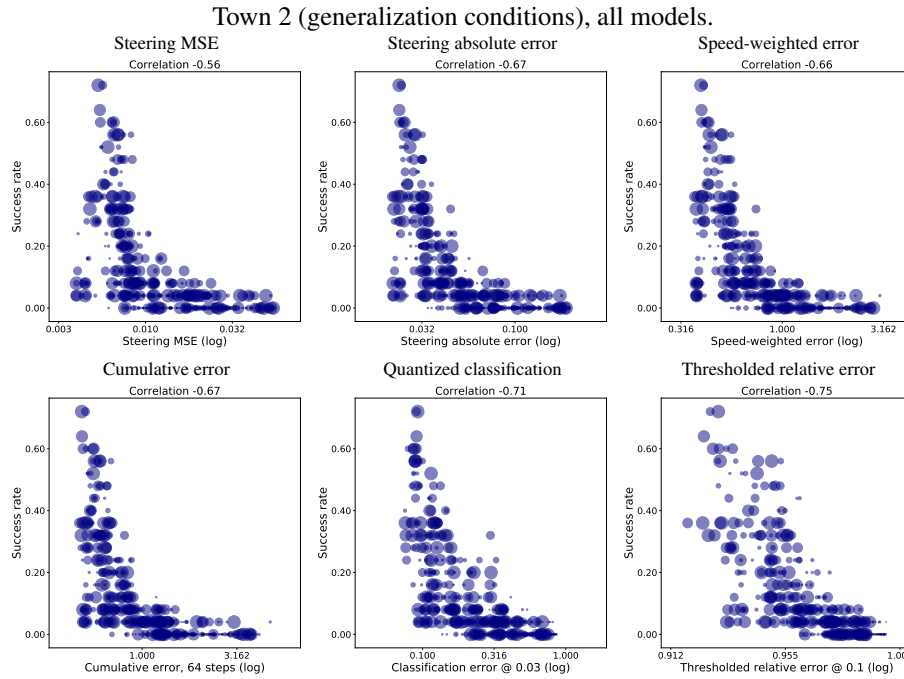 Town 2 (generalization conditions), all models.
Steering MSE
Correlation -0.56
Success rate
0.60
0.40
0.20
0.00
0.003 0.010 0.032
Steering MSE (log)
Steering absolute error
Correlation -0.67
Success rate
0.60
0.40
0.20
0.00
0.032 0.100
Steering absolute error (log)
Speed-weighted error
Correlation -0.66
Success rate
0.60
0.40
0.20
0.00
0.316 1.000 3.162
Speed-weighted error (log)
Cumulative error
Correlation -0.67
Success rate
0.60
0.40
0.20
0.00
1.000 3.162
Cumulative error, 64 steps (log)
Quantized classification
Correlation -0.71
Success rate
0.60
0.40
0.20
0.00
0.100 0.316 1.000
Classification error @ 0.03 (log)
Thresholded relative error
Correlation -0.75
Success rate
0.60
0.40
0.20
0.00
0.912 0.955 1.00
Thresholded relative error @ 0.1 (log)